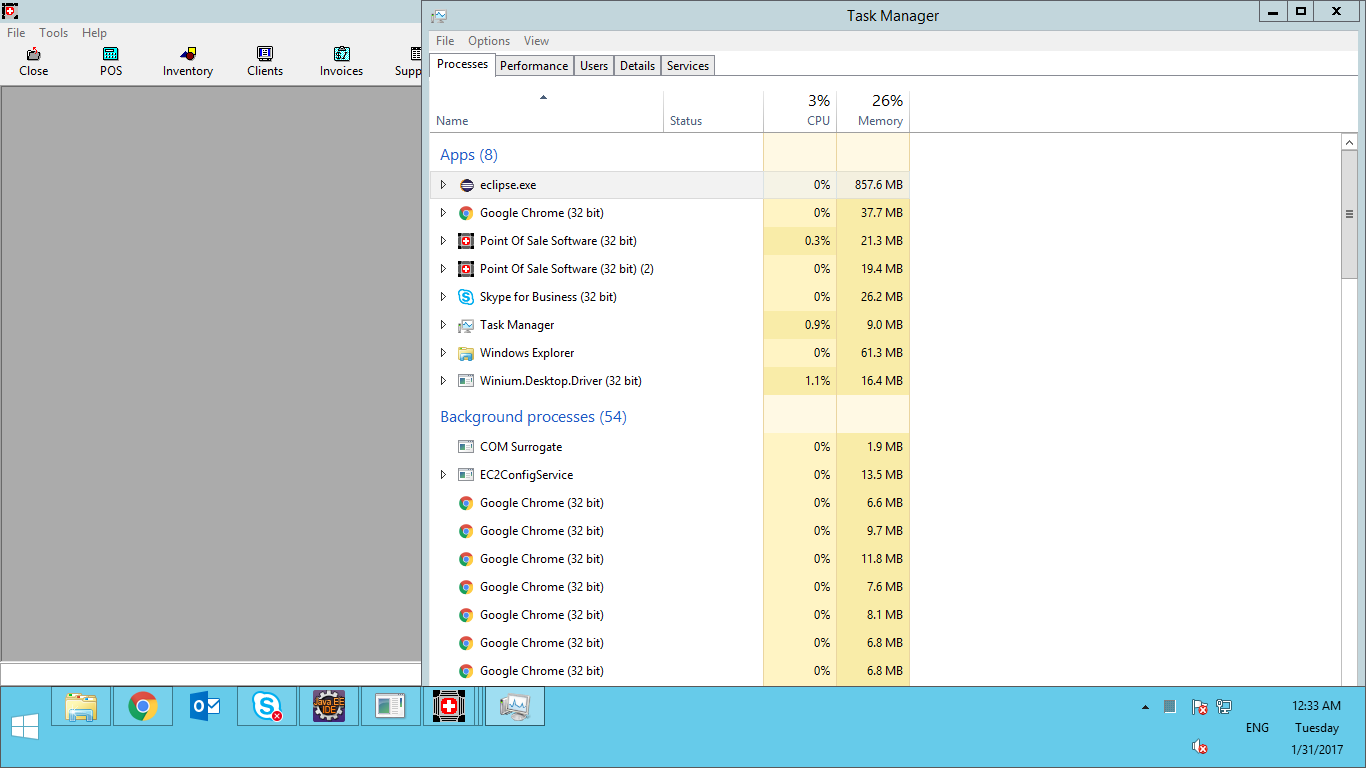 File Tools Help
Close POS Inventory Clients Invoices Supp
Task Manager
File Options View
Processes Performance Users Details Services
3% 26%
Name Status CPU Memory
Apps (8)
eclipse.exe 0% 857.6 MB
Google Chrome (32 bit) 0% 37.7 MB
Point Of Sale Software (32 bit) 0.3% 21.3 MB
Point Of Sale Software (32 bit) (2) 0% 19.4 MB
Skype for Business (32 bit) 0% 26.2 MB
Task Manager 0.9% 9.0 MB
Windows Explorer 0% 61.3 MB
Winium.Desktop.Driver (32 bit) 1.1% 16.4 MB
Background processes (54)
COM Surrogate 0% 1.9 MB
EC2ConfigService 0% 13.5 MB
Google Chrome (32 bit) 0% 6.6 MB
Google Chrome (32 bit) 0% 9.7 MB
Google Chrome (32 bit) 0% 11.8 MB
Google Chrome (32 bit) 0% 7.6 MB
Google Chrome (32 bit) 0% 8.1 MB
Google Chrome (32 bit) 0% 6.8 MB
Google Chrome (32 bit) 0% 6.8 MB
Java EE
IDE
12:33 AM
ENG Tuesday
1/31/2017